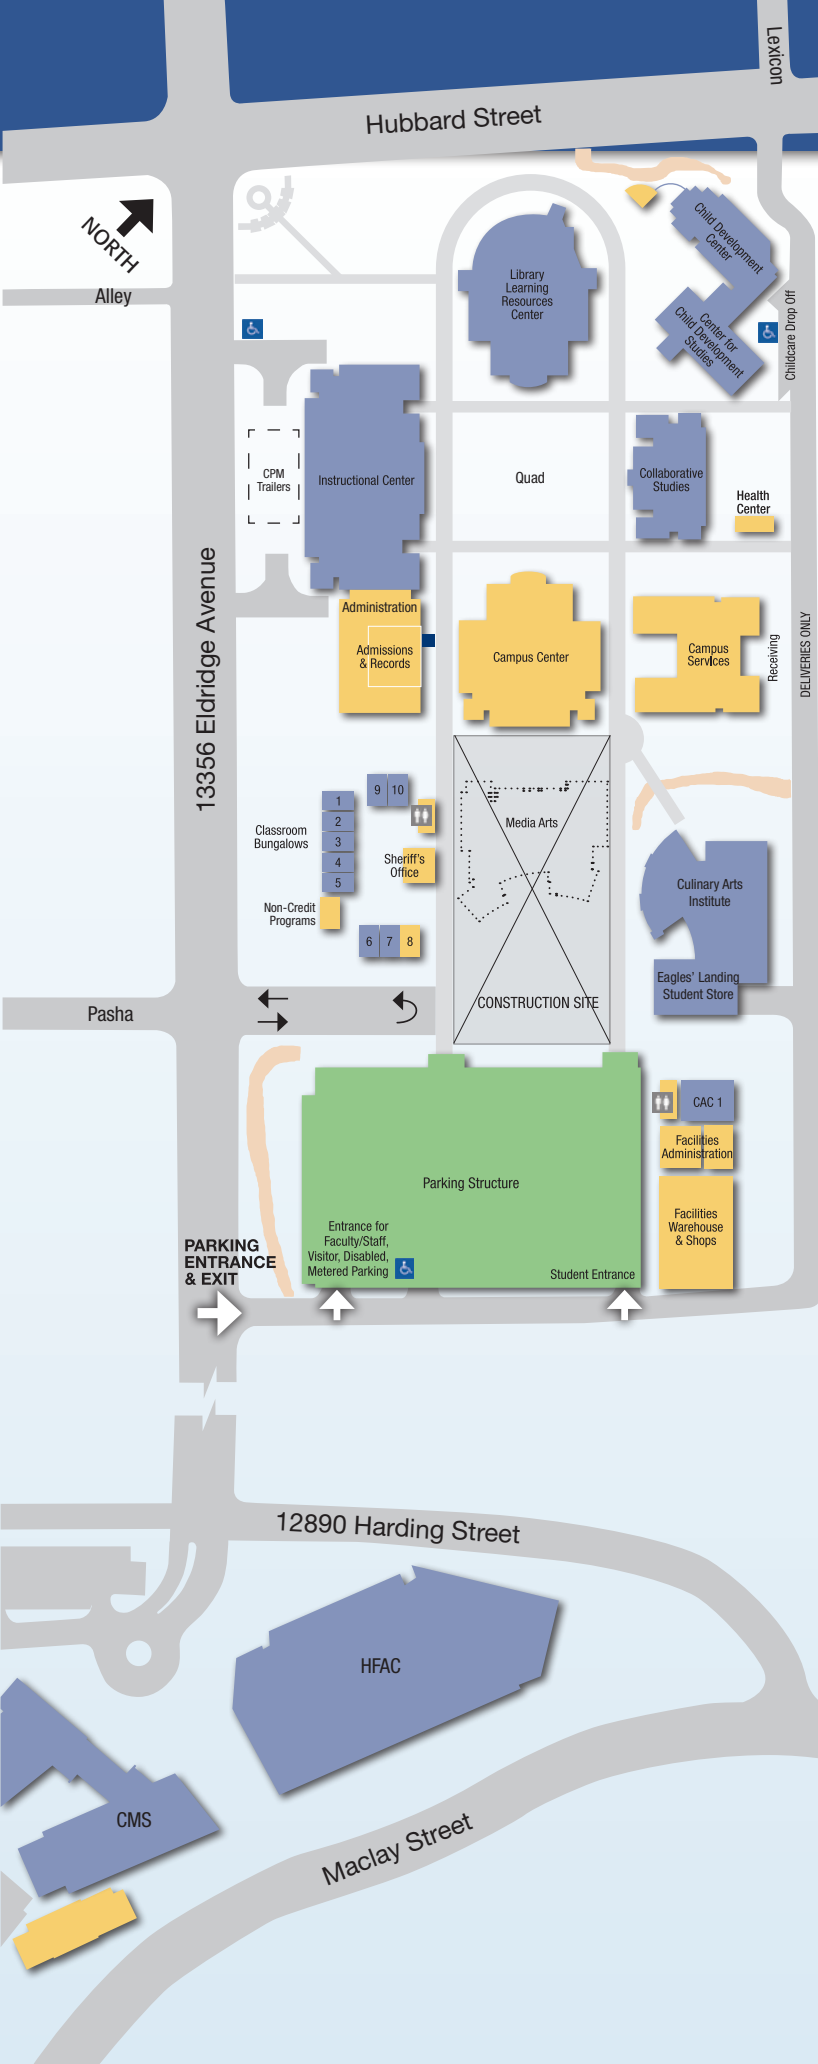 Lexicon
Hubbard Street
NORTH
Alley
Child Development
Center
Library
Learning
Resources
Center
Center for
Child Development
Studies
Childcare Drop Off
CPM
Trailers
Instructional Center
Quad
Collaborative
Studies
Health
Center
13356 Eldridge Avenue
Administration
Admissions
& Records
Campus Center
Campus
Services
Receiving
DELIVERIES ONLY
9
10
1
2
3
4
5
Classroom
Bungalows
Sheriff's
Office
Media Arts
Non-Credit
Programs
6
7
8
Culinary Arts
Institute
Eagles' Landing
Student Store
Pasha
CONSTRUCTION SITE
CAC 1
Facilities
Administration
Parking Structure
Facilities
Warehouse
& Shops
Entrance for
Faculty/Staff,
Visitor, Disabled,
Metered Parking
Student Entrance
PARKING
ENTRANCE
& EXIT
12890 Harding Street
HFAC
CMS
Maclay Street